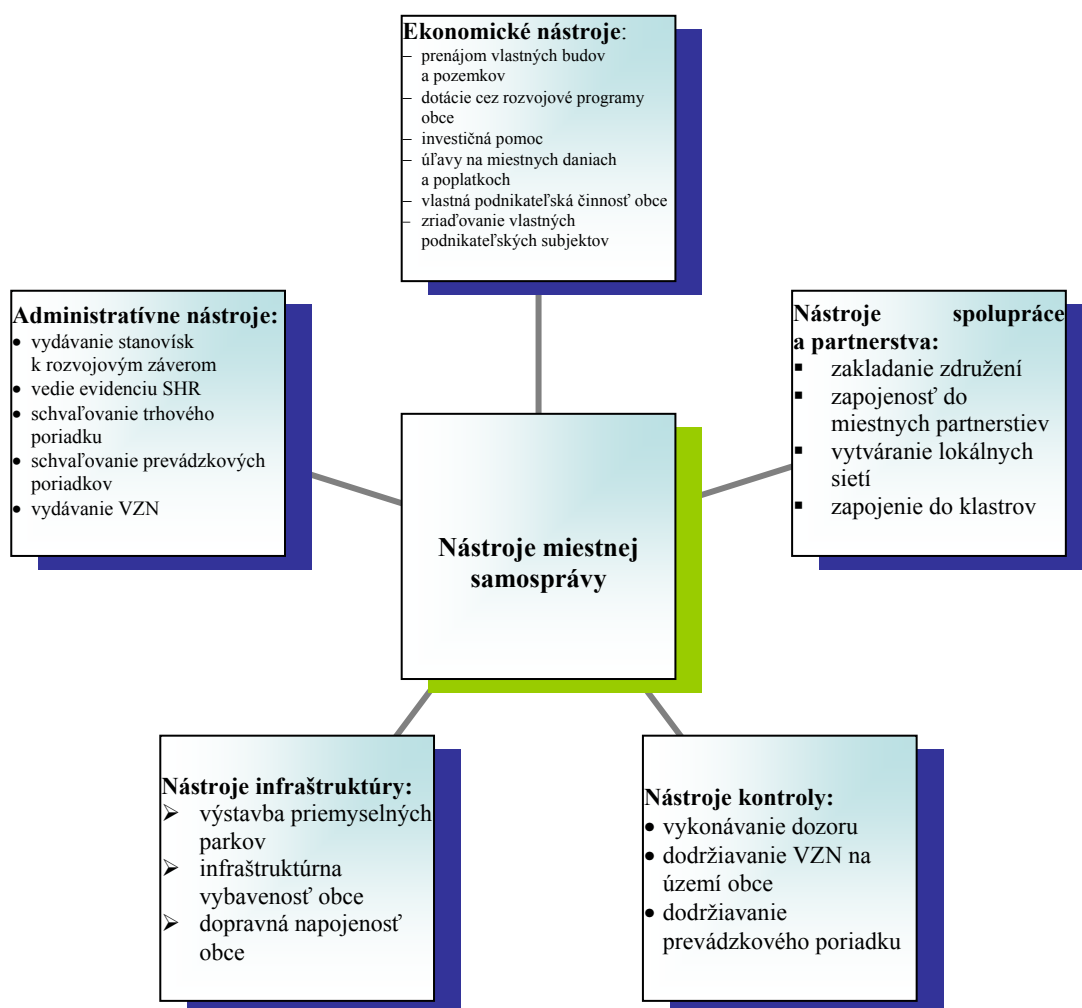 Ekonomické nástroje:
– prenájom vlastných budov
a pozemkov
– dotácie cez rozvojové programy
obce
– investičná pomoc
– úľavy na miestnych daniach
a poplatkoch
– vlastná podnikateľská činnosť obce
– zriaďovanie vlastných
podnikateľských subjektov
Administratívne nástroje:
• vydávanie stanovísk
k rozvojovým záverom
• vedie evidenciu SHR
• schvaľovanie trhového
poriadku
• schvaľovanie prevádzkových
poriadkov
• vydávanie VZN
Nástroje spolupráce
a partnerstva:
▪ zakladanie združení
▪ zapojenosť do
miestnych partnerstiev
▪ vytváranie lokálnych
sietí
▪ zapojenie do klastrov
Nástroje miestnej
samosprávy
Nástroje infraštruktúry:
➢ výstavba priemyselných
parkov
➢ infraštruktúrna
vybavenosť obce
➢ dopravná napojenosť
obce
Nástroje kontroly:
• vykonávanie dozoru
• dodržiavanie VZN na
území obce
• dodržiavanie
prevádzkového poriadku